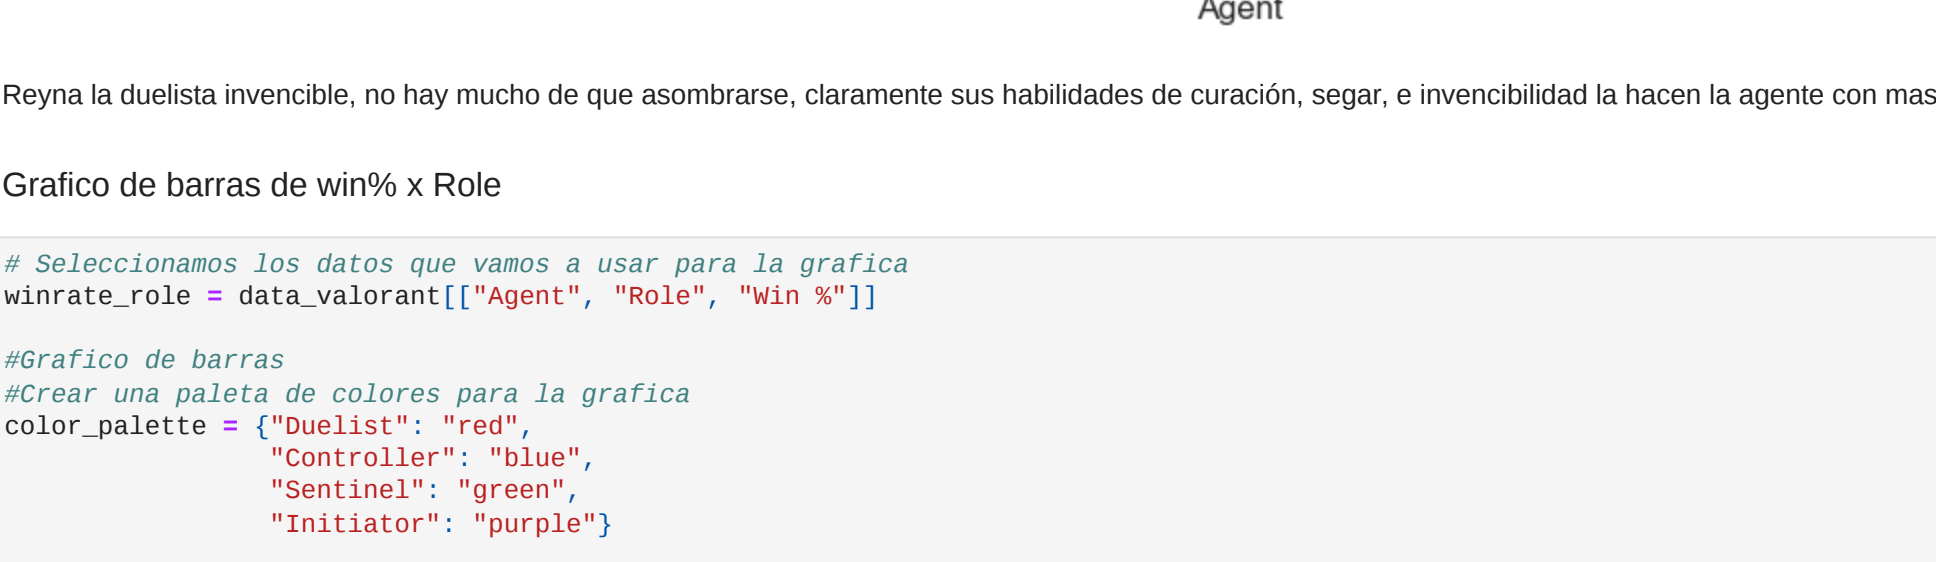 Agent
Reyna la duelista invencible, no hay mucho de que asombrarse, claramente sus habilidades de curación, segar, e invencibilidad la hacen la agente con mas
Grafico de barras de win% x Role
# Seleccionamos los datos que vamos a usar para la grafica
winrate_role = data_valorant[["Agent", "Role", "Win %"]]
#Grafico de barras
#Crear una paleta de colores para la grafica
color_palette = {"Duelist": "red",
"Controller": "blue",
"Sentinel": "green",
"Initiator": "purple"}